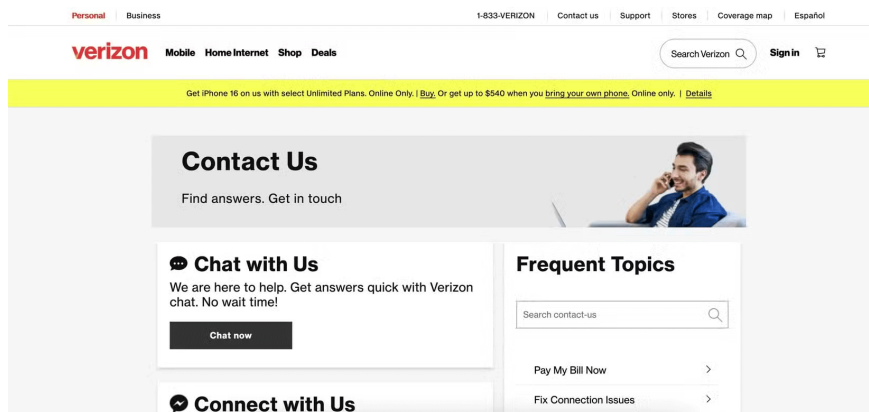 Personal Business 1-833-VERIZON Contact us Support Stores Coverage map Español
verizon Mobile Home Internet Shop Deals Search Verizon Sign in
Get iPhone 16 on us with select Unlimited Plans. Online Only. | Buy. Or get up to $540 when you bring your own phone. Online only. | Details
Contact Us
Find answers. Get in touch
Chat with Us
We are here to help. Get answers quick with Verizon
chat. No wait time!
Chat now
Connect with Us
Frequent Topics
Search contact-us
Pay My Bill Now
Fix Connection Issues